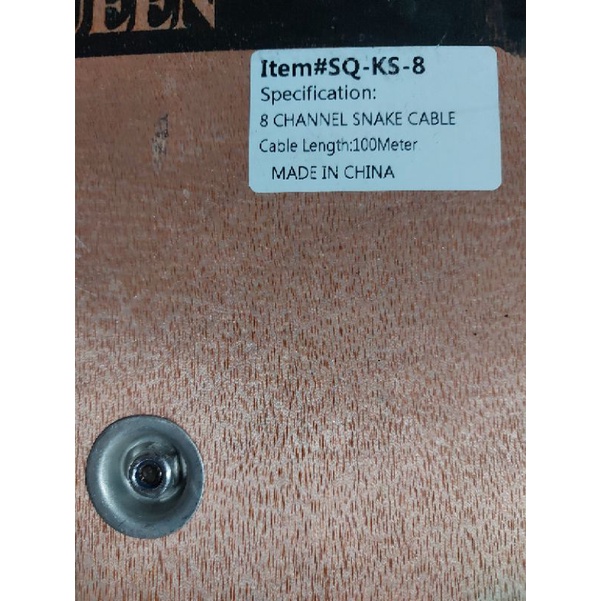 UEEN
Item#SQ-KS-8
Specification:
8 CHANNEL SNAKE CABLE
Cable Length:100Meter
MADE IN CHINA